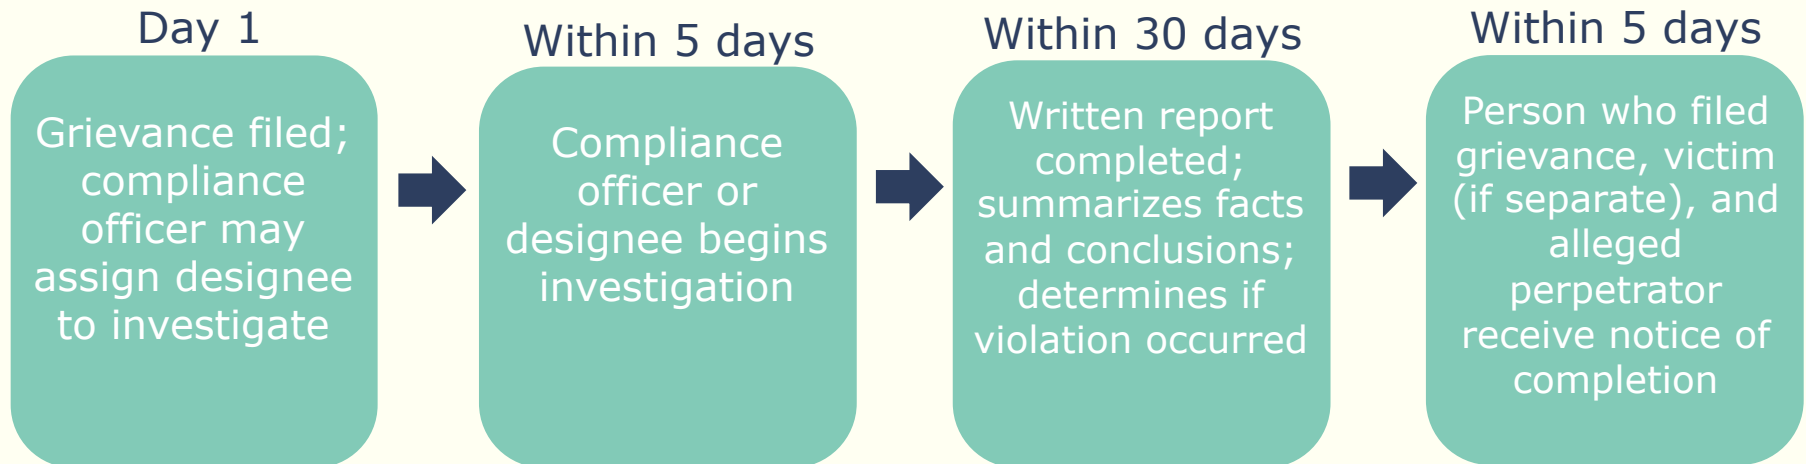 Day 1
Grievance filed;
compliance
officer may
assign designee
to investigate
Within 5 days
Compliance
officer or
designee begins
investigation
Within 30 days
Written report
completed;
summarizes facts
and conclusions;
determines if
violation occurred
Within 5 days
Person who filed
grievance, victim
(if separate), and
alleged
perpetrator
receive notice of
completion